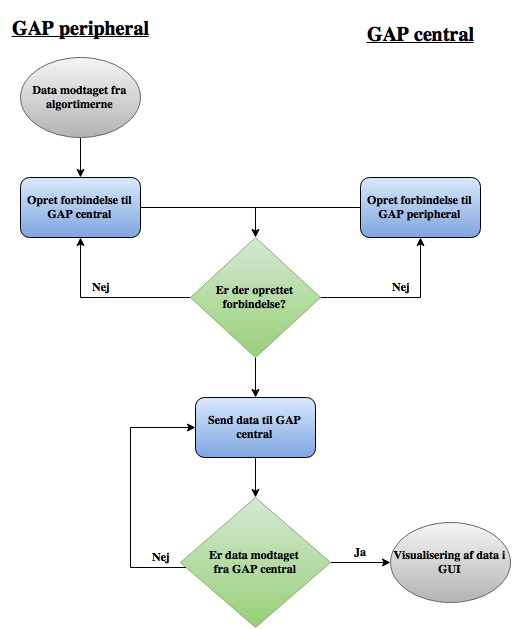 GAP peripheral
GAP central
Data modtaget fra
algortimerne
Opret forbindelse til
GAP central
Opret forbindelse til
GAP peripheral
Nej
Er der oprettet
forbindelse?
Nej
Send data til GAP
central
Nej
Er data modtaget
fra GAP central
Ja
Visualisering af data i
GUI